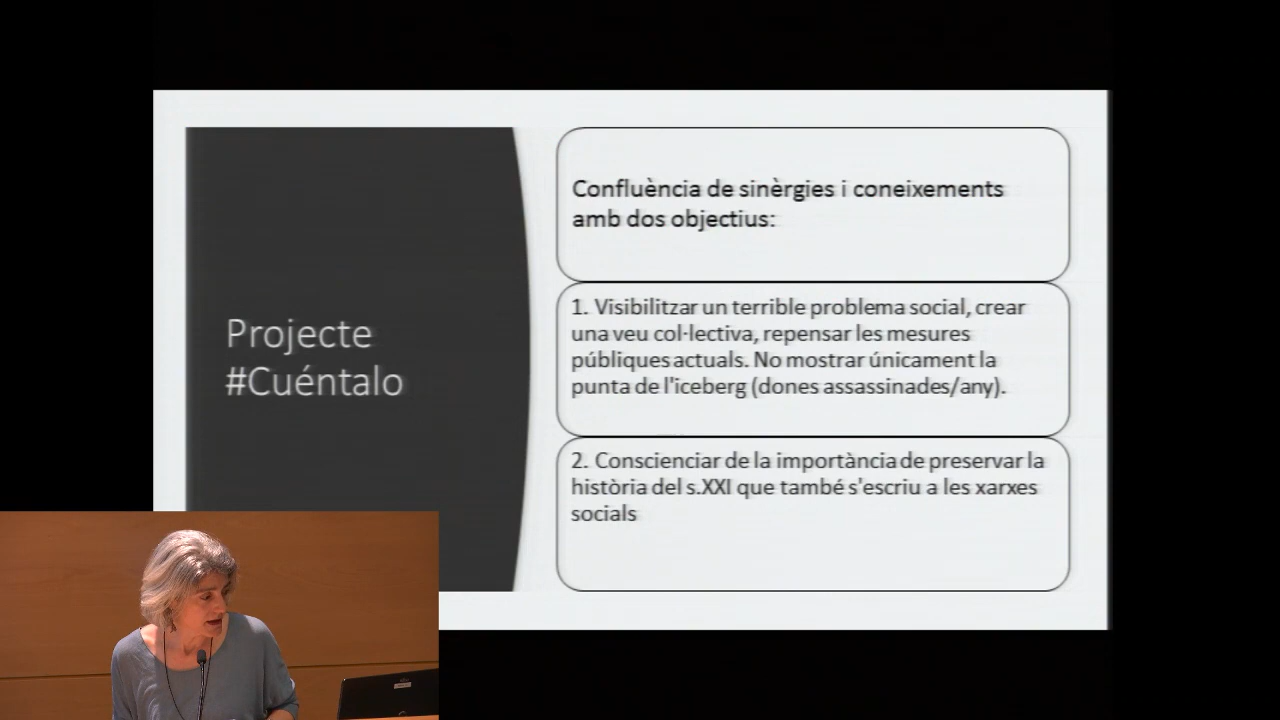 Projecte
#Cuéntalo
Confluència de sinèrgies i coneixements
amb dos objectius:
1. Visibilitzar un terrible problema social, crear
una veu col·lectiva, repensar les mesures
públiques actuals. No mostrar únicament la
punta de l'iceberg (dones assassinades/any).
2. Conscienciar de la importància de preservar la
història del s.XXI que també s'escriu a les xarxes
socials